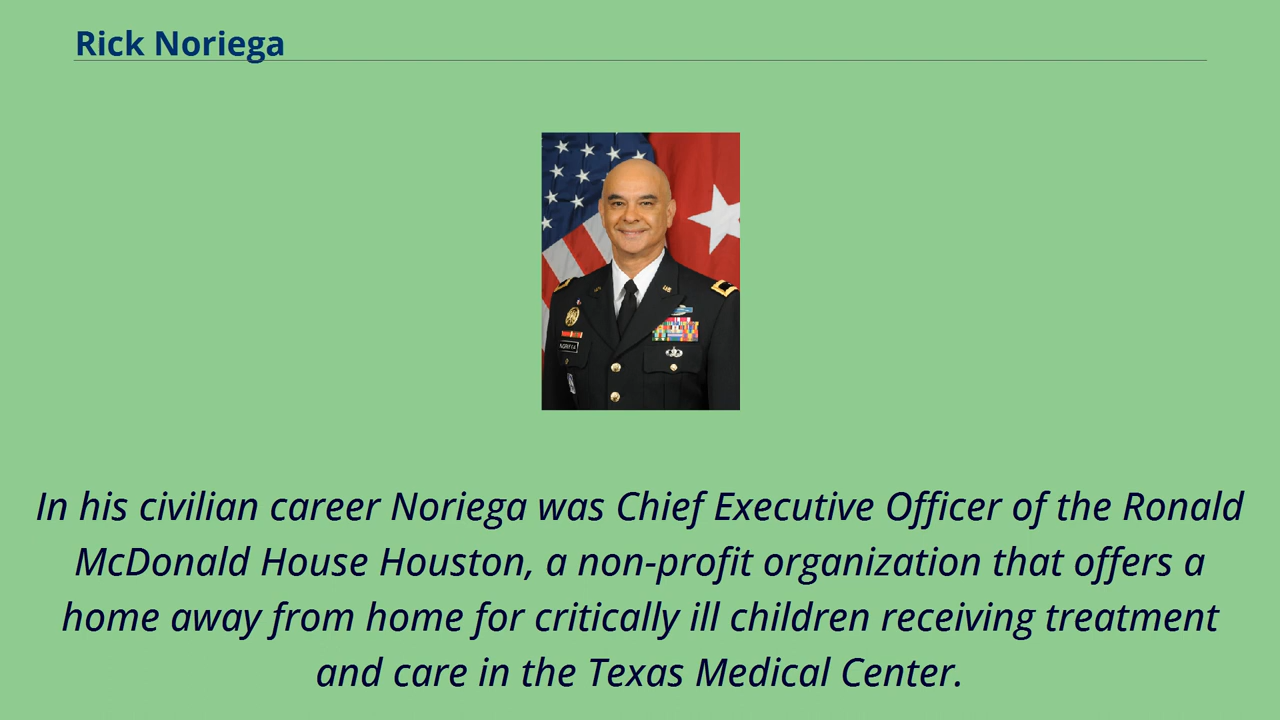 Rick Noriega
In his civilian career Noriega was Chief Executive Officer of the Ronald
McDonald House Houston, a non-profit organization that offers a
home away from home for critically ill children receiving treatment
and care in the Texas Medical Center.